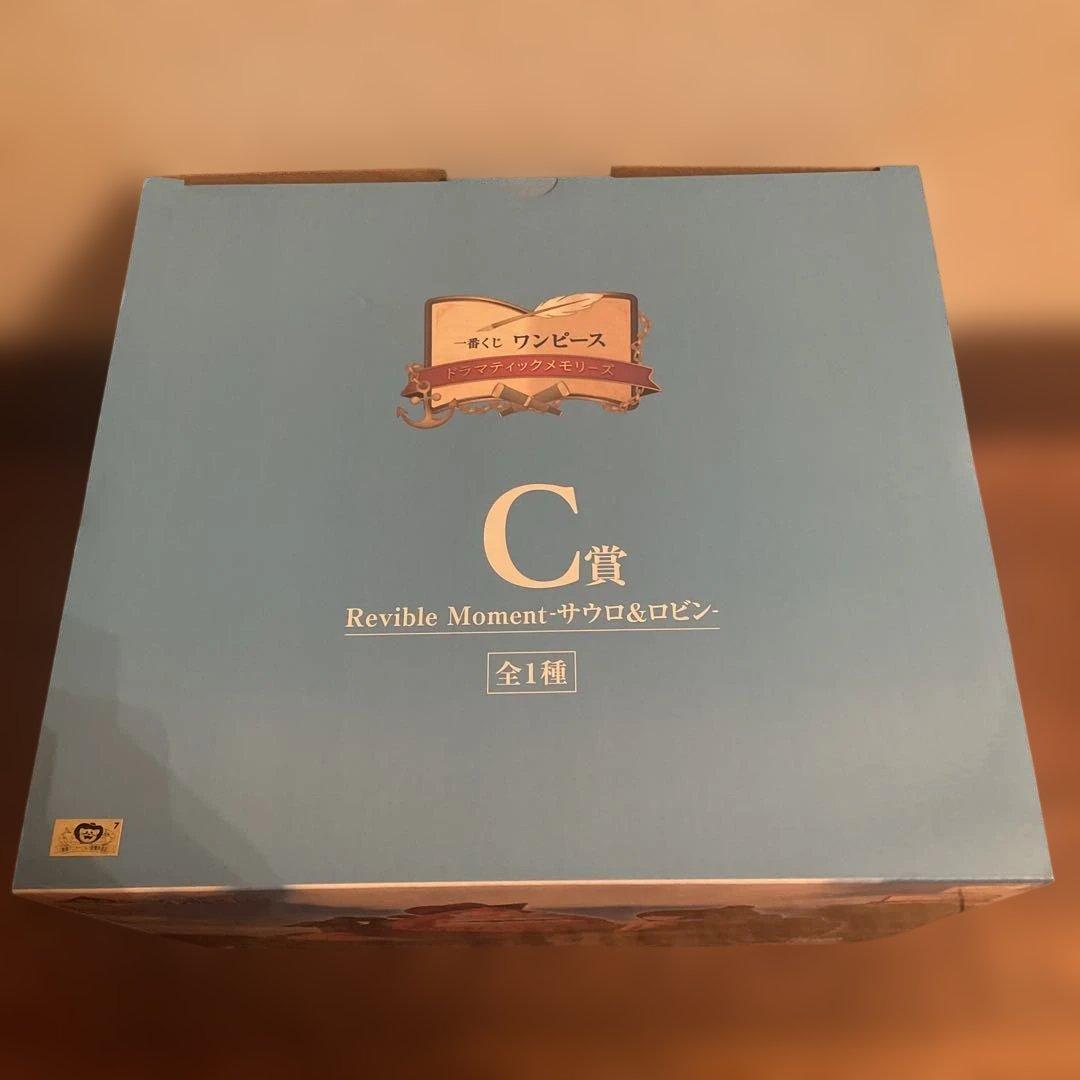 一番くじ ワンピース
ドラマティックメモリーズ
C賞
Revible Moment-サウロ&ロビン-
全1種
7